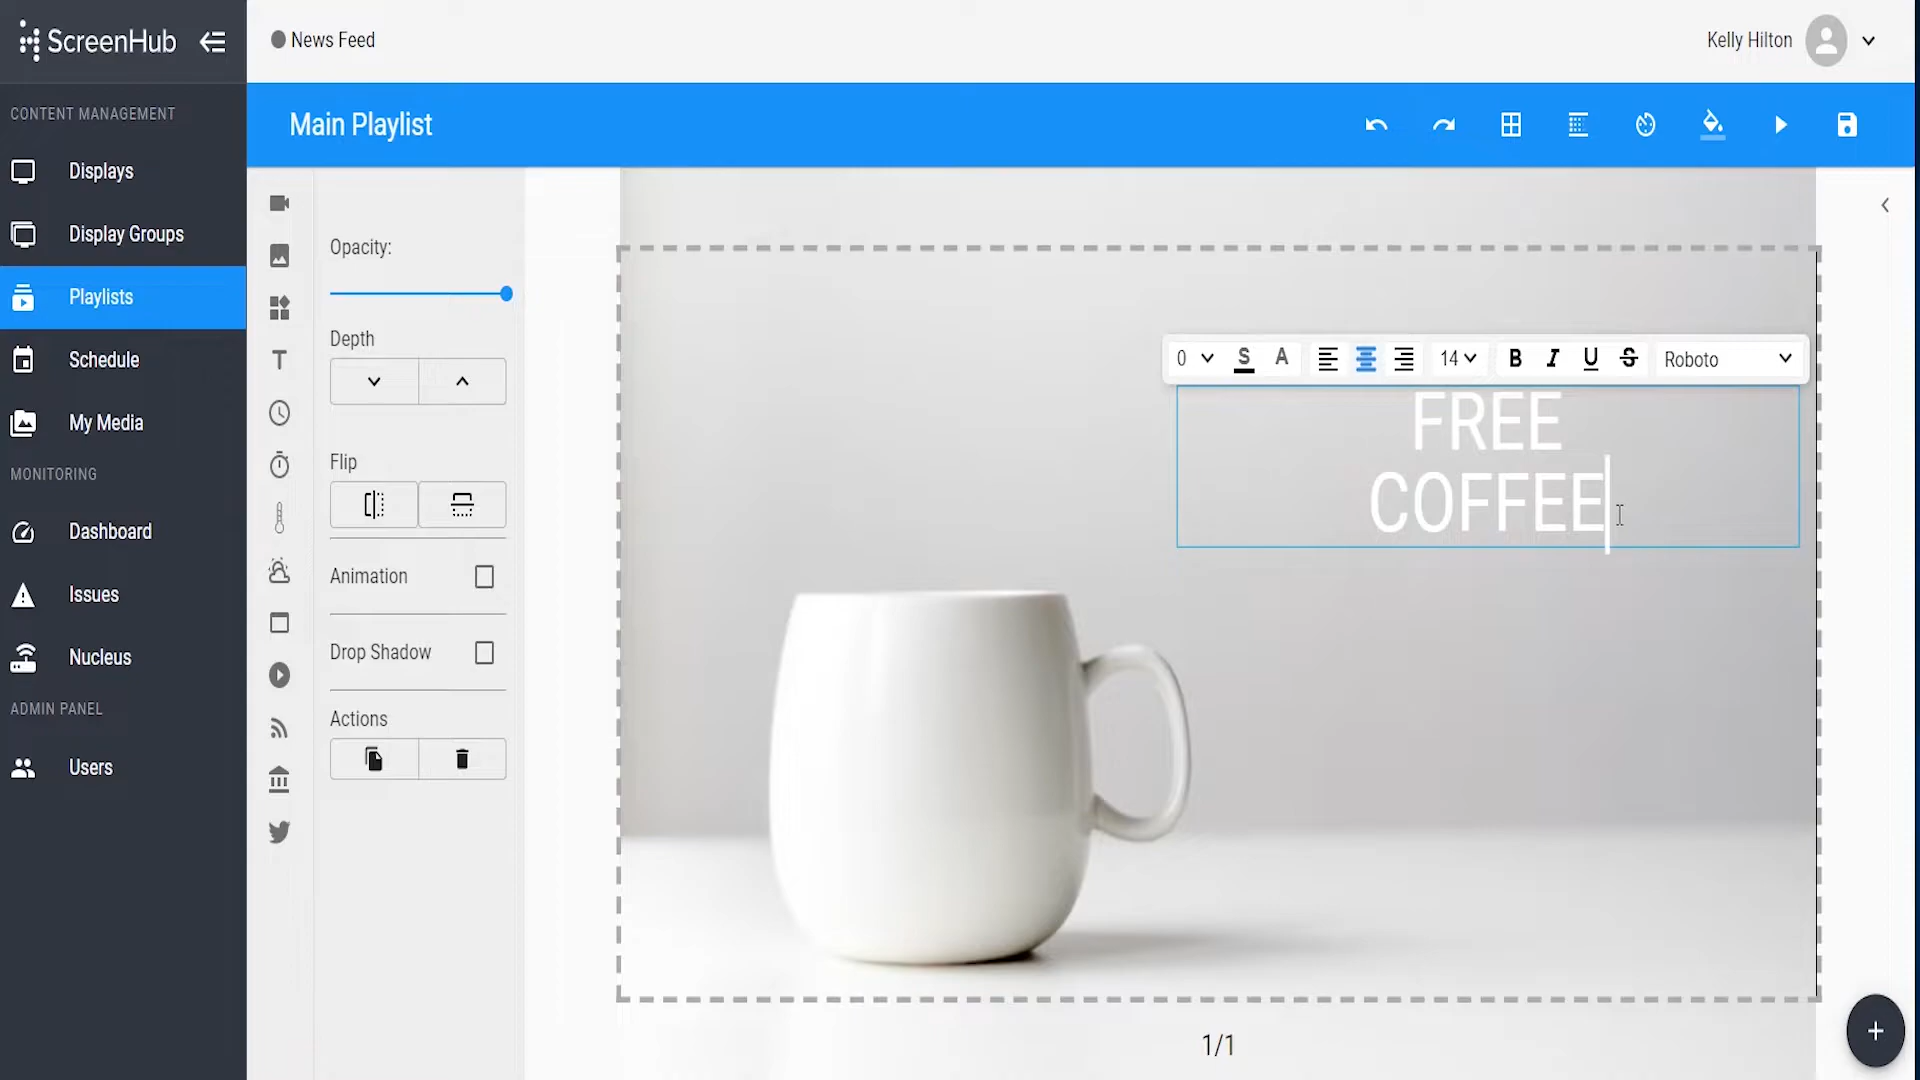 ScreenHub
News Feed
Kelly Hilton
CONTENT MANAGEMENT
Main Playlist
Displays
Display Groups
Playlists
Schedule
My Media
MONITORING
Dashboard
Issues
Nucleus
ADMIN PANEL
Users
Opacity:
Depth
Flip
Animation
Drop Shadow
Actions
0 S A 14 B I U S Roboto
FREE
COFFEE
1/1